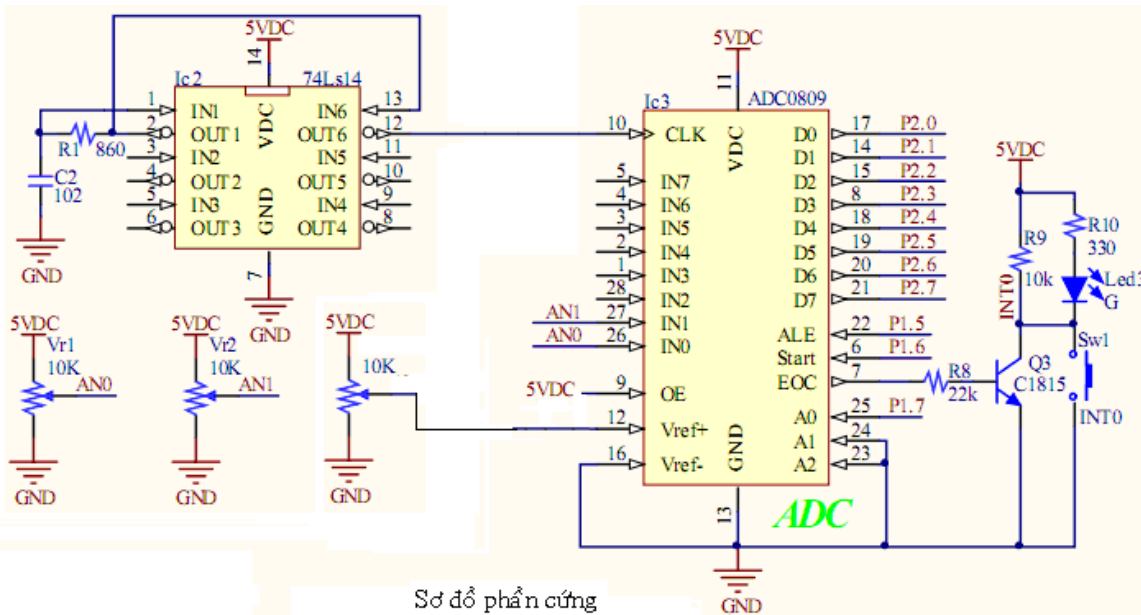 5VDC
14
Ic2
74Ls14
1 IN1
IN6 13
2 OUT1
OUT6 12
R1 860
3 IN2
IN5 11
4 OUT2
OUT5 10
5 IN3
IN4 9
6 OUT3
OUT4 8
VDC
GND
7
C2
102
GND
GND
5VDC
Vr1
10K
AN0
GND
5VDC
Vr2
10K
AN1
GND
5VDC
10K
GND
5VDC
11
Ic3
ADC0809
10 CLK
VDC
D0 17 P2.0
D1 14 P2.1
D2 15 P2.2
D3 8 P2.3
D4 18 P2.4
D5 19 P2.5
D6 20 P2.6
D7 21 P2.7
5 IN7
4 IN6
3 IN5
2 IN4
1 IN3
28 IN2
AN1 27 IN1
AN0 26 IN0
ALE 22 P1.5
Start 6 P1.6
EOC 7
5VDC 9 OE
A0 25 P1.7
12 Vref+
A1 24
16 Vref-
A2 23
GND
13
ADC
GND
5VDC
R9
10k
R10
330
Led3
G
INT0
Sw1
R8
22k
Q3
C1815
INT0
Sơ đồ phần cứng